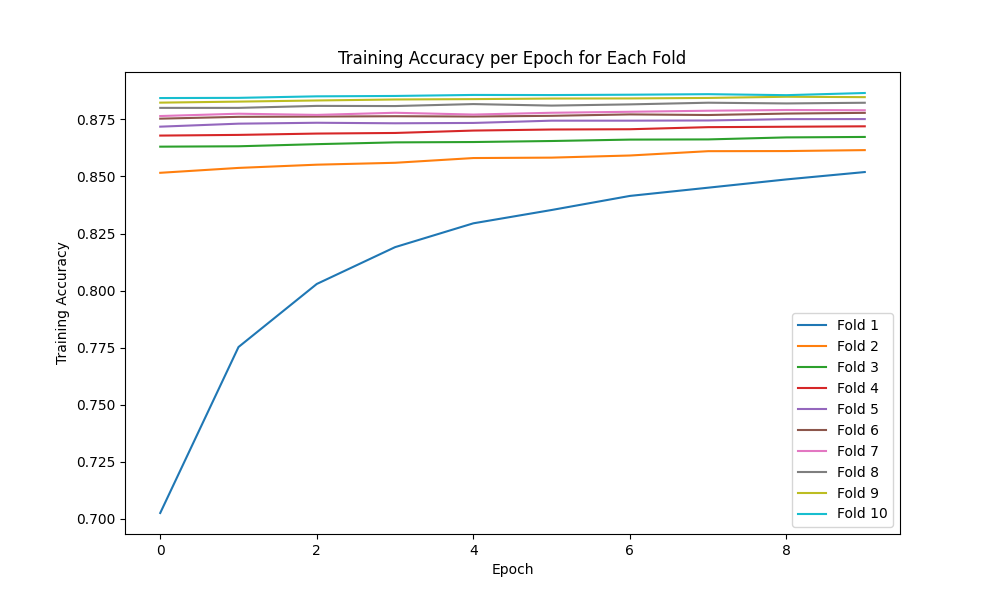 Training Accuracy per Epoch for Each Fold
Training Accuracy
0.875
0.850
0.825
0.800
0.775
0.750
0.725
0.700
0
2
4
6
8
Epoch
Fold 1
Fold 2
Fold 3
Fold 4
Fold 5
Fold 6
Fold 7
Fold 8
Fold 9
Fold 10